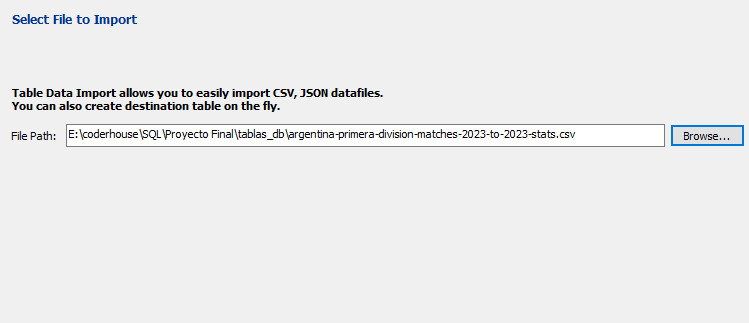 Select File to Import
Table Data Import allows you to easily import CSV, JSON datafiles.
You can also create destination table on the fly.
File Path: E:\coderhouse\SQL\Proyecto Final\tablas_db\argentina-primera-division-matches-2023-to-2023-stats.csv Browse...